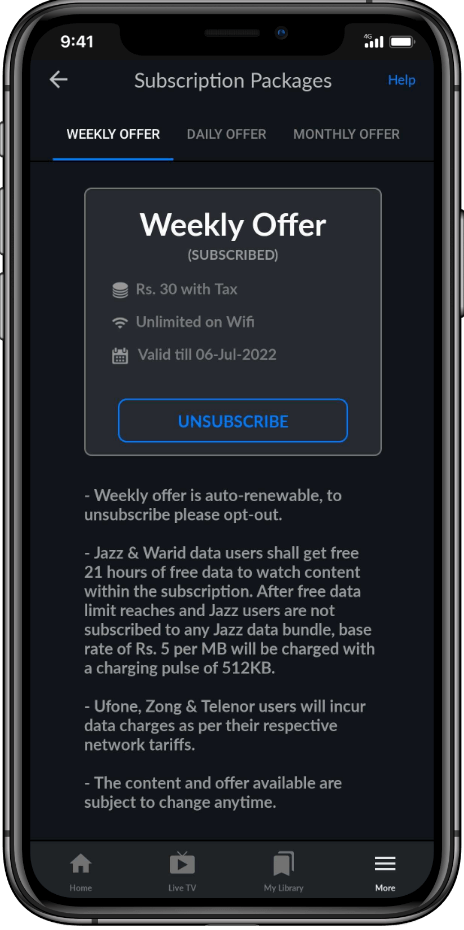 9:41
4G
Subscription Packages
Help
WEEKLY OFFER DAILY OFFER MONTHLY OFFER
Weekly Offer
(SUBSCRIBED)
Rs. 30 with Tax
Unlimited on Wifi
Valid till 06-Jul-2022
UNSUBSCRIBE
- Weekly offer is auto-renewable, to
unsubscribe please opt-out.
- Jazz & Warid data users shall get free
21 hours of free data to watch content
within the subscription. After free data
limit reaches and Jazz users are not
subscribed to any Jazz data bundle, base
rate of Rs. 5 per MB will be charged with
a charging pulse of 512KB.
- Ufone, Zong & Telenor users will incur
data charges as per their respective
network tariffs.
- The content and offer available are
subject to change anytime.
Home Live TV My Library More